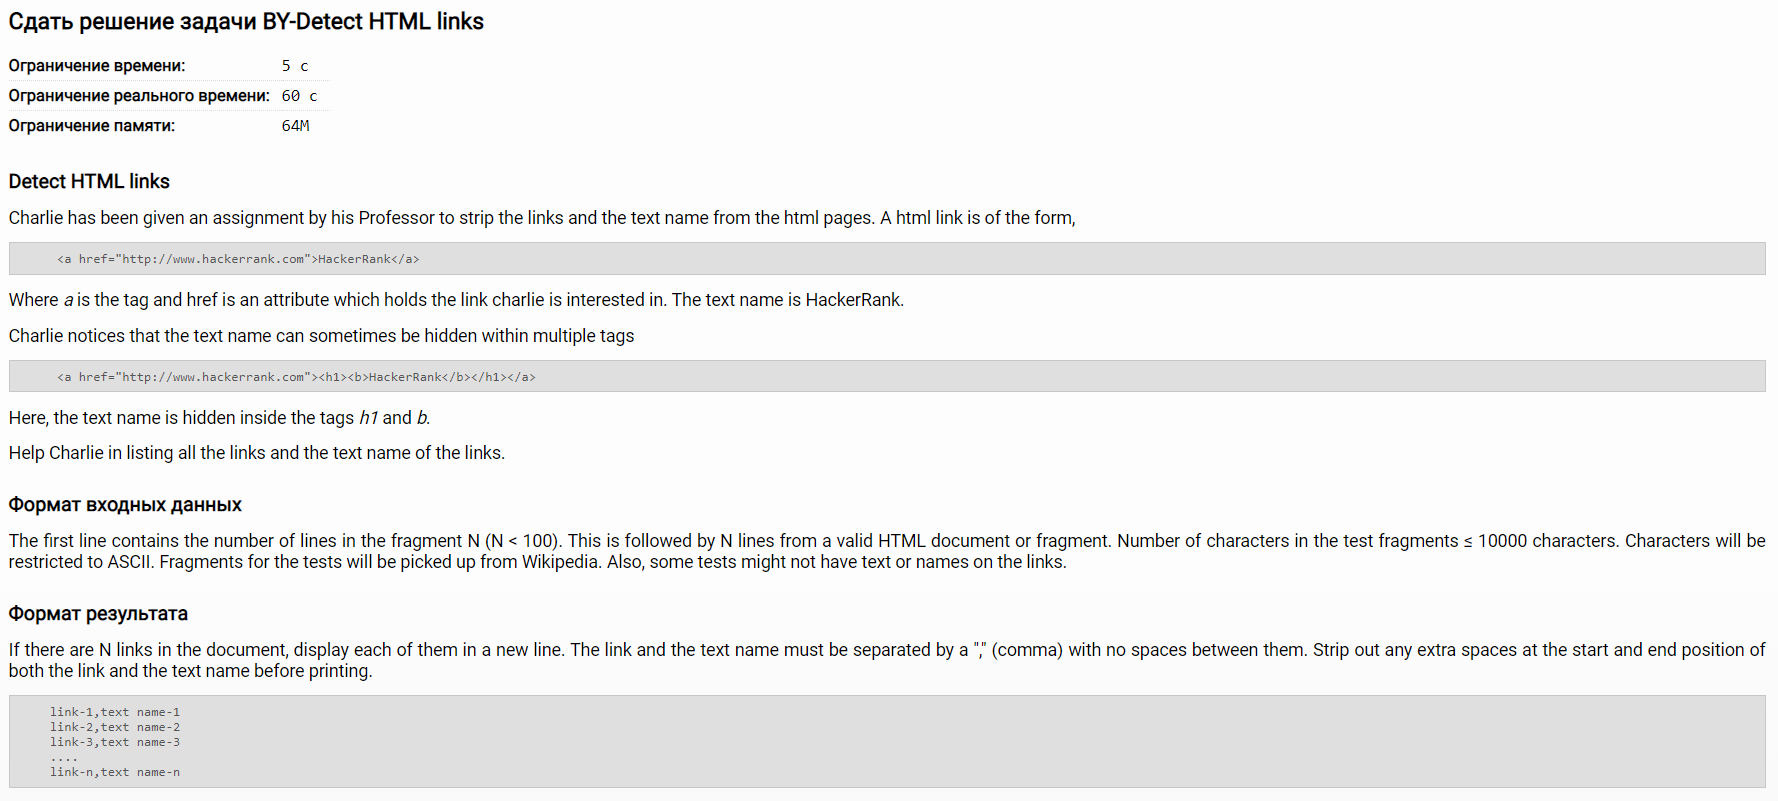 Сдать решение задачи BY-Detect HTML links
Ограничение времени: 5 с
Ограничение реального времени: 60 с
Ограничение памяти: 64M
Detect HTML links
Charlie has been given an assignment by his Professor to strip the links and the text name from the html pages. A html link is of the form,
<a href="http://www.hackerrank.com">HackerRank</a>
Where a is the tag and href is an attribute which holds the link charlie is interested in. The text name is HackerRank.
Charlie notices that the text name can sometimes be hidden within multiple tags
<a href="http://www.hackerrank.com"><h1><b>HackerRank</b></h1></a>
Here, the text name is hidden inside the tags h1 and b.
Help Charlie in listing all the links and the text name of the links.
Формат входных данных
The first line contains the number of lines in the fragment N (N < 100). This is followed by N lines from a valid HTML document or fragment. Number of characters in the test fragments ≤ 10000 characters. Characters will be
restricted to ASCII. Fragments for the tests will be picked up from Wikipedia. Also, some tests might not have text or names on the links.
Формат результата
If there are N links in the document, display each of them in a new line. The link and the text name must be separated by a "," (comma) with no spaces between them. Strip out any extra spaces at the start and end position of
both the link and the text name before printing.
link-1,text name-1
link-2,text name-2
link-3,text name-3
....
link-n,text name-n